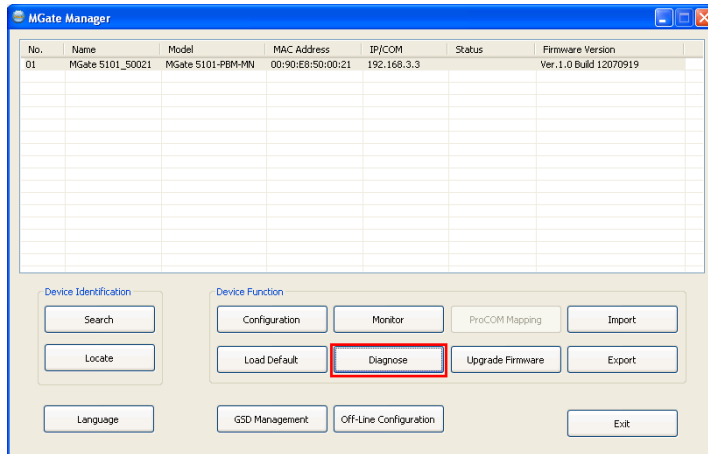 MGate Manager
No. Name Model MAC Address IP/COM Status Firmware Version
01 MGate 5101_50021 MGate 5101-PBM-MN 00:90:E8:50:00:21 192.168.3.3 Ver.1.0 Build 12070919
Device Identification Device Function
Search Configuration Monitor ProCOM Mapping Import
Locate Load Default Diagnose Upgrade Firmware Export
Language GSD Management Off-Line Configuration Exit